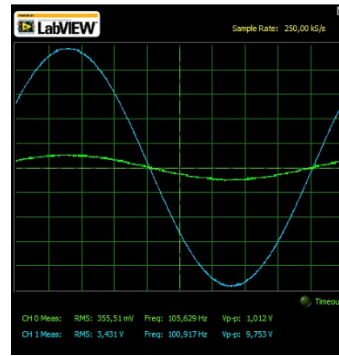 LabVIEW
Sample Rate: 250,00 kS/s
Timeou
CH 0 Meas: RMS: 355,51 mV Freq: 105,629 Hz Vp-p: 1,012 V
CH 1 Meas: RMS: 3,431 V Freq: 100,917 Hz Vp-p: 9,753 V